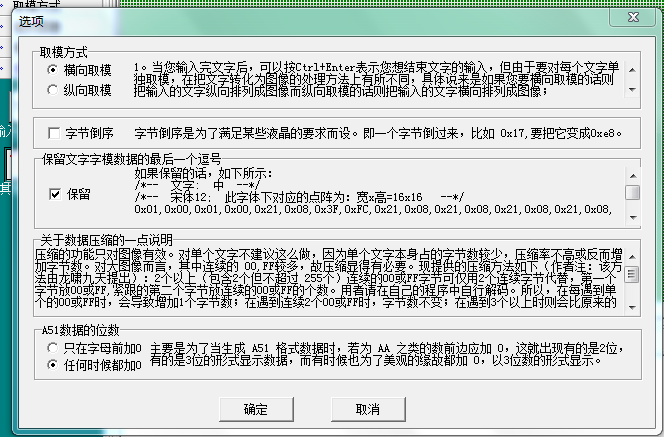 取模方式
选项
取模方式
横向取模
纵向取模
1。当您输入完文字后，可以按Ctrl+Enter表示您想结束文字的输入，但由于要对每个文字单
独取模，在把文字转化为图像的处理方法上有所不同，具体说来是如果您要横向取模的话则
把输入的文字纵向排列成图像而纵向取模的话则把输入的文字横向排列成图像；
字节倒序
字节倒序是为了满足某些液晶的要求而设。即一个字节倒过来，比如 0x17,要把它变成0xe8。
保留文字字模数据的最后一个逗号
保留
如果保留的话，如下所示：
/*--  文字:  中  --*/
/*--  宋体12;  此字体下对应的点阵为：宽x高=16x16   --*/
0x01,0x00,0x01,0x00,0x21,0x08,0x3F,0xFC,0x21,0x08,0x21,0x08,0x21,0x08,0x21,0x08,
关于数据压缩的一点说明
压缩的功能只对图像有效。对单个文字不建议这么做，因为单个文字本身占的字节数较少，压缩率不高或反而增
加字节数。对大图像而言，其中连续的 00,FF较多，故压缩显得有必要。现提供的压缩方法如下（作者注：该方
法由龙啸九天提出）：2个以上（包含2个但不超过 255个）连续的00或FF字节可仅用2个连续字节代替，第一个
字节放00或FF,紧跟的第二个字节放连续的00或FF的个数。用者请在自己的程序中自行解码。所以，在每遇到单个
的00或FF时，会导致增加1个字节数；在遇到连续2个00或FF时，字节数不变；在遇到3个以上时则会比原来的
A51数据的位数
只在字母前加0
任何时候都加0
主要是为了当生成 A51 格式数据时，若为 AA 之类的数前边应加 0，这就出现有的是2位，
有的是3位的形式显示数据，而有时候也为了美观的缘故都加 0，以3位数的形式显示。
确定
取消